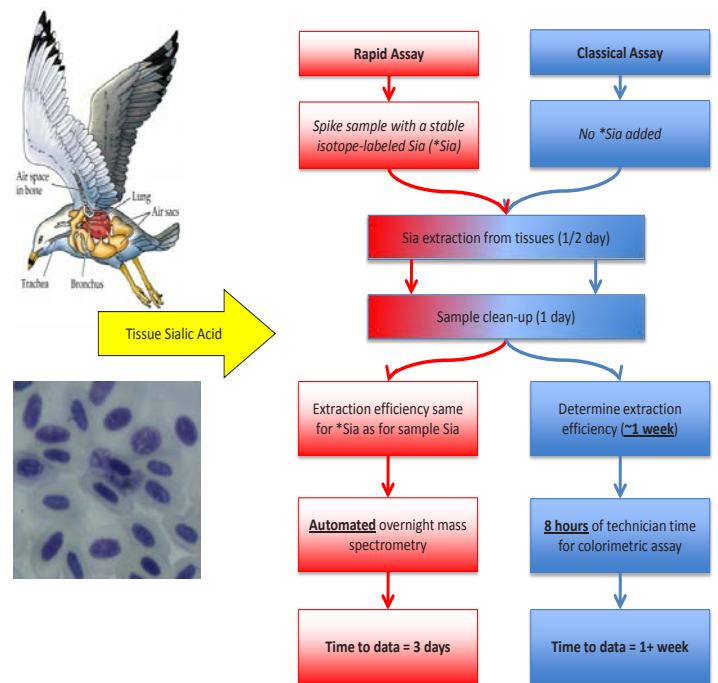 Air space
in bone
Lung
Air sacs
Trachea
Bronchus
Tissue Sialic Acid
Rapid Assay
Classical Assay
Spike sample with a stable
isotope-labeled Sia (*Sia)
No *Sia added
Sia extraction from tissues (1/2 day)
Sample clean-up (1 day)
Extraction efficiency same
for *Sia as for sample Sia
Determine extraction
efficiency (~1 week)
Automated overnight mass
spectrometry
8 hours of technician time
for colorimetric assay
Time to data = 3 days
Time to data = 1+ week